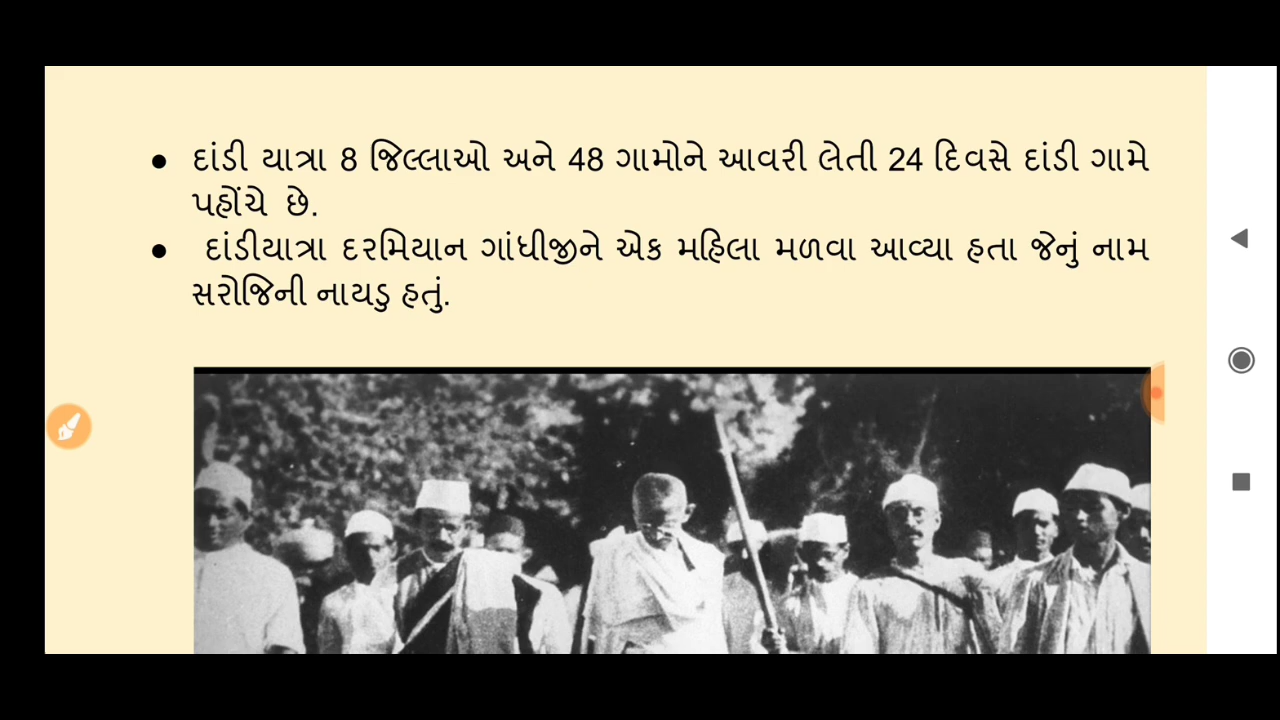 ● દાંડી યાત્રા 8 જિલ્લાઓ અને 48 ગામોને આવરી લેતી 24 દિવસે દાંડી ગામે
પહોંચે છે.
● દાંડીયાત્રા દરમિયાન ગાંધીજીને એક મહિલા મળવા આવ્યા હતા જેનું નામ
સરોજિની નાયડુ હતું.